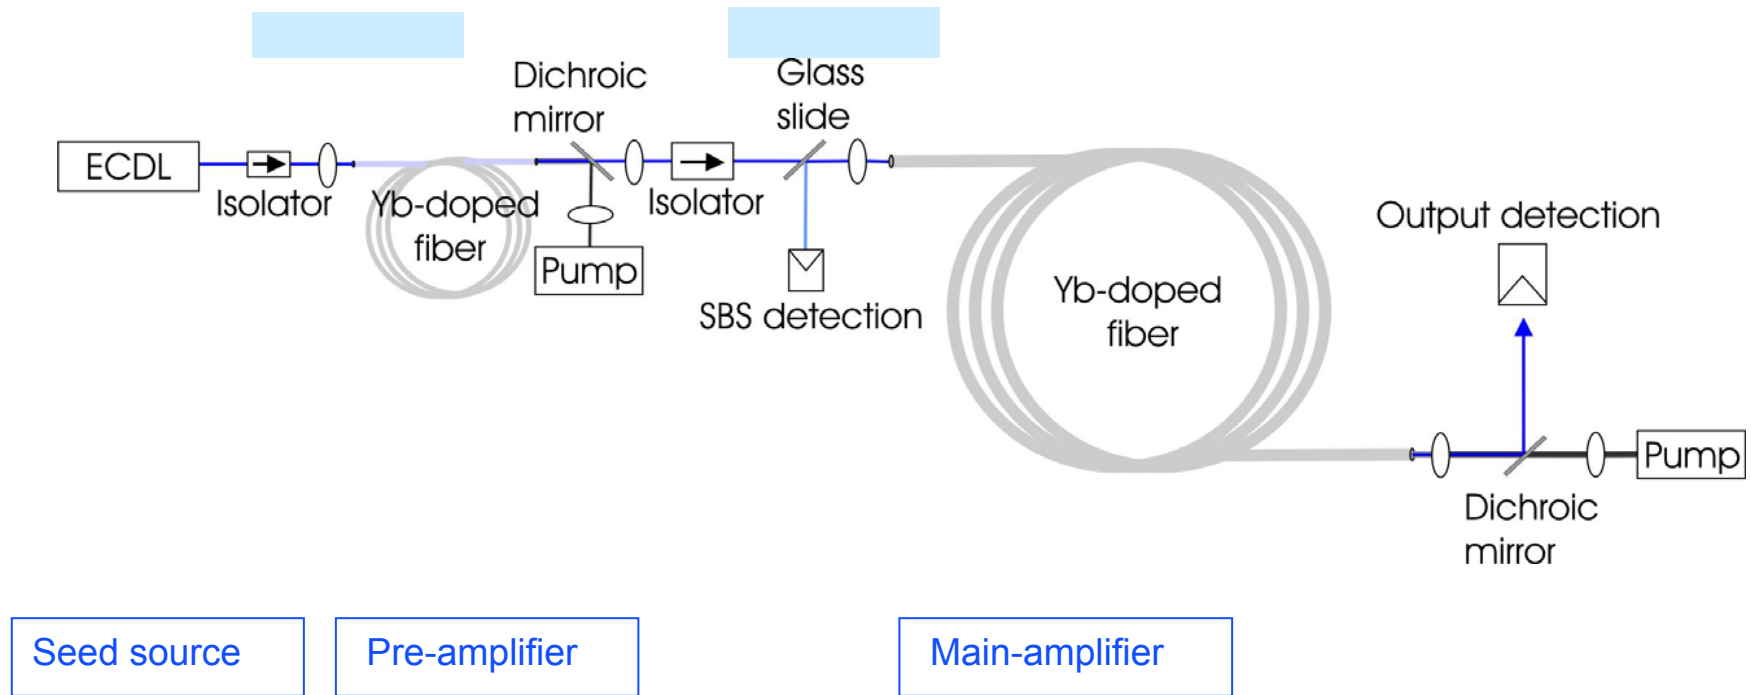 Dichroic
mirror
Glass
slide
ECDL
Isolator
Yb-doped
fiber
Pump
Isolator
SBS detection
Yb-doped
fiber
Output detection
Pump
Dichroic
mirror
Seed source
Pre-amplifier
Main-amplifier